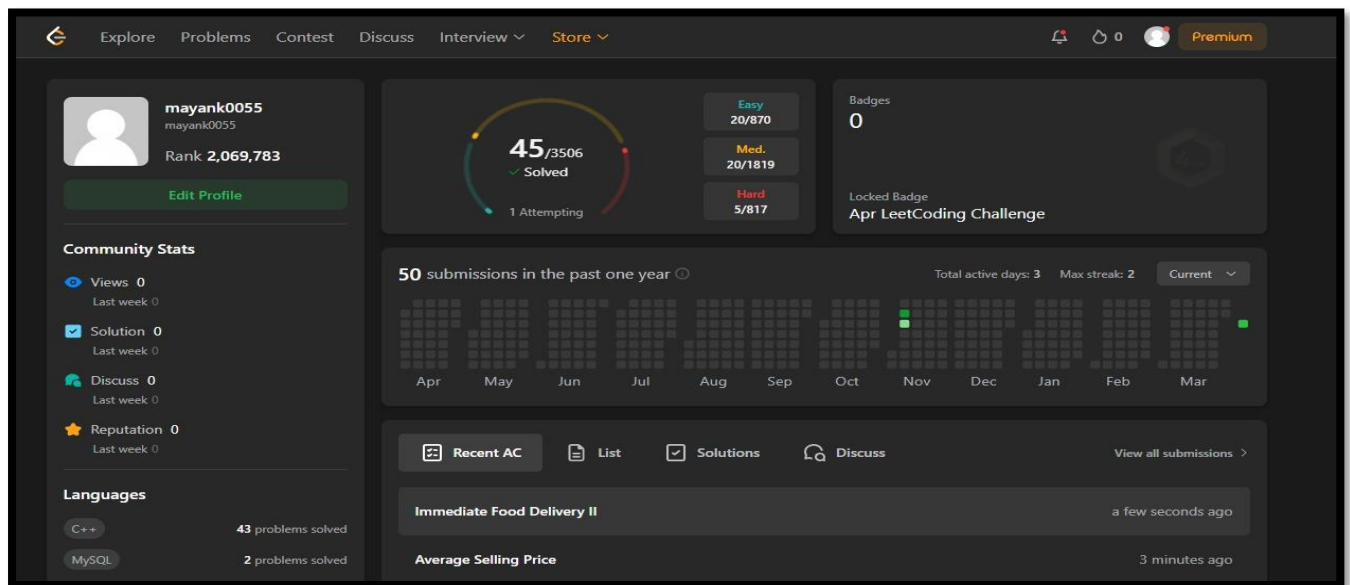 Explore Problems Contest Discuss Interview Store 0 Premium
mayank0055
mayank0055
Rank 2,069,783
Edit Profile
Community Stats
Views 0
Last week 0
Solution 0
Last week 0
Discuss 0
Last week 0
Reputation 0
Last week 0
Languages
C++ 43 problems solved
MySQL 2 problems solved
45/3506
Solved
1 Attempting
Easy
20/870
Med.
20/1819
Hard
5/817
Badges
0
Locked Badge
Apr LeetCoding Challenge
50 submissions in the past one year Total active days: 3 Max streak: 2 Current
Apr May Jun Jul Aug Sep Oct Nov Dec Jan Feb Mar
Recent AC List Solutions Discuss View all submissions
Immediate Food Delivery II a few seconds ago
Average Selling Price 3 minutes ago